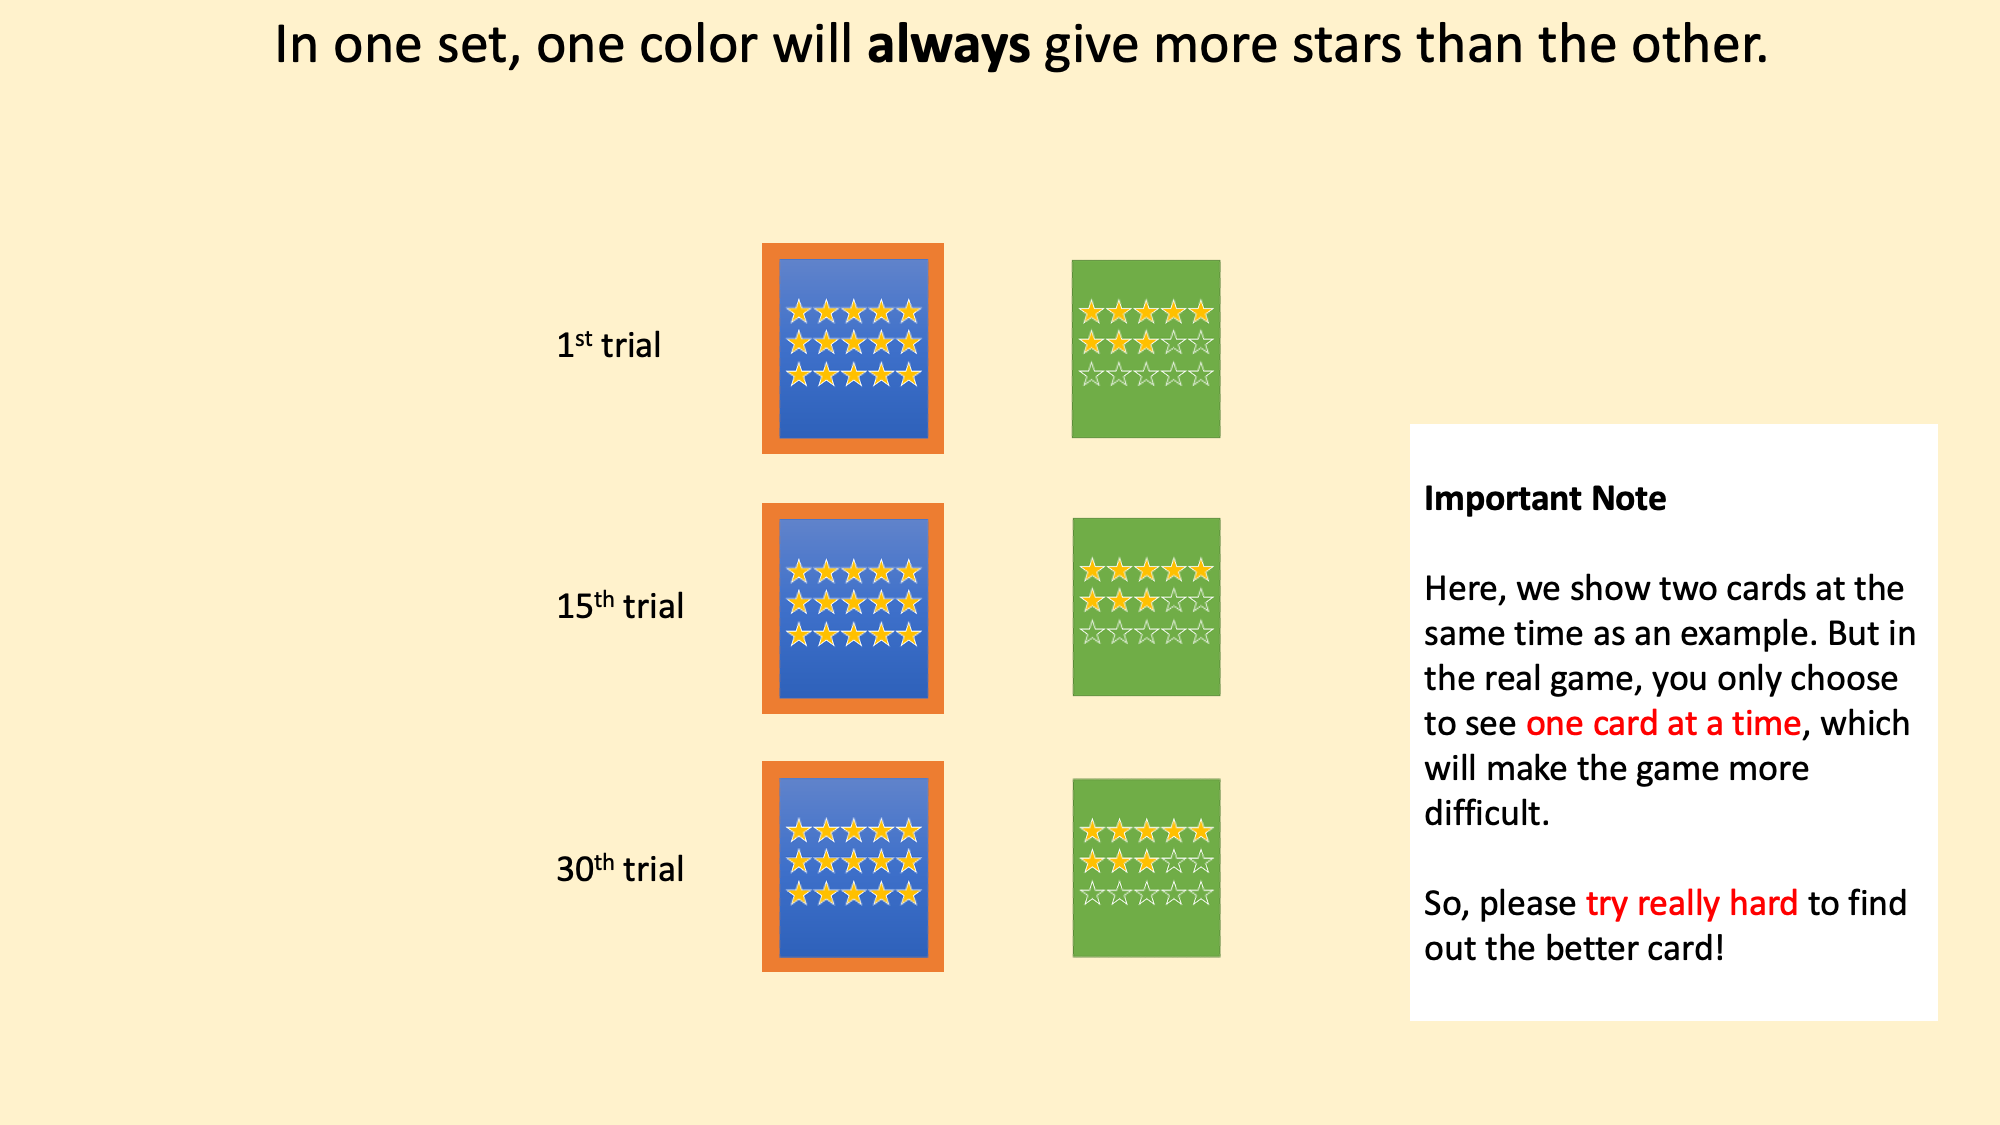 In one set, one color will always give more stars than the other.
1st trial
15th trial
30th trial
Important Note
Here, we show two cards at the
same time as an example. But in
the real game, you only choose
to see one card at a time, which
will make the game more
difficult.
So, please try really hard to find
out the better card!